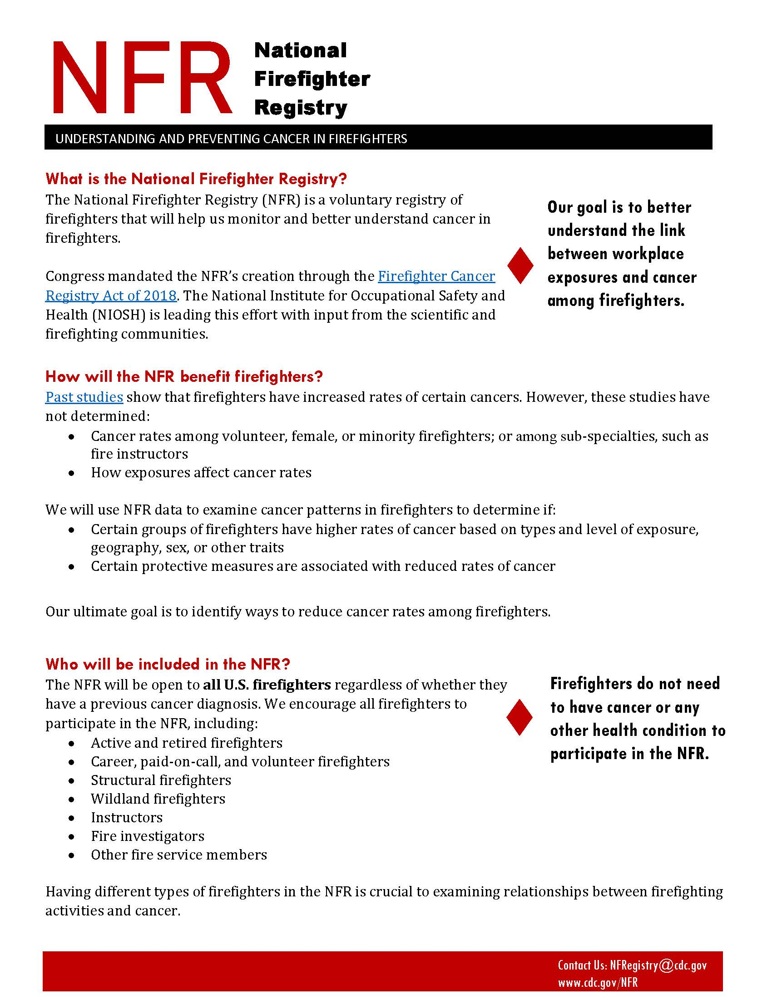 NFR
National
Firefighter
Registry
UNDERSTANDING AND PREVENTING CANCER IN FIREFIGHTERS
What is the National Firefighter Registry?
The National Firefighter Registry (NFR) is a voluntary registry of
firefighters that will help us monitor and better understand cancer in
firefighters.
Congress mandated the NFR’s creation through the Firefighter Cancer
Registry Act of 2018. The National Institute for Occupational Safety and
Health (NIOSH) is leading this effort with input from the scientific and
firefighting communities.
Our goal is to better
understand the link
between workplace
exposures and cancer
among firefighters.
How will the NFR benefit firefighters?
Past studies show that firefighters have increased rates of certain cancers. However, these studies have
not determined:
• Cancer rates among volunteer, female, or minority firefighters; or among sub-specialties, such as
fire instructors
• How exposures affect cancer rates
We will use NFR data to examine cancer patterns in firefighters to determine if:
• Certain groups of firefighters have higher rates of cancer based on types and level of exposure,
geography, sex, or other traits
• Certain protective measures are associated with reduced rates of cancer
Our ultimate goal is to identify ways to reduce cancer rates among firefighters.
Who will be included in the NFR?
The NFR will be open to all U.S. firefighters regardless of whether they
have a previous cancer diagnosis. We encourage all firefighters to
participate in the NFR, including:
• Active and retired firefighters
• Career, paid-on-call, and volunteer firefighters
• Structural firefighters
• Wildland firefighters
• Instructors
• Fire investigators
• Other fire service members
Firefighters do not need
to have cancer or any
other health condition to
participate in the NFR.
Having different types of firefighters in the NFR is crucial to examining relationships between firefighting
activities and cancer.
Contact Us: NFRegistry@cdc.gov
www.cdc.gov/NFR